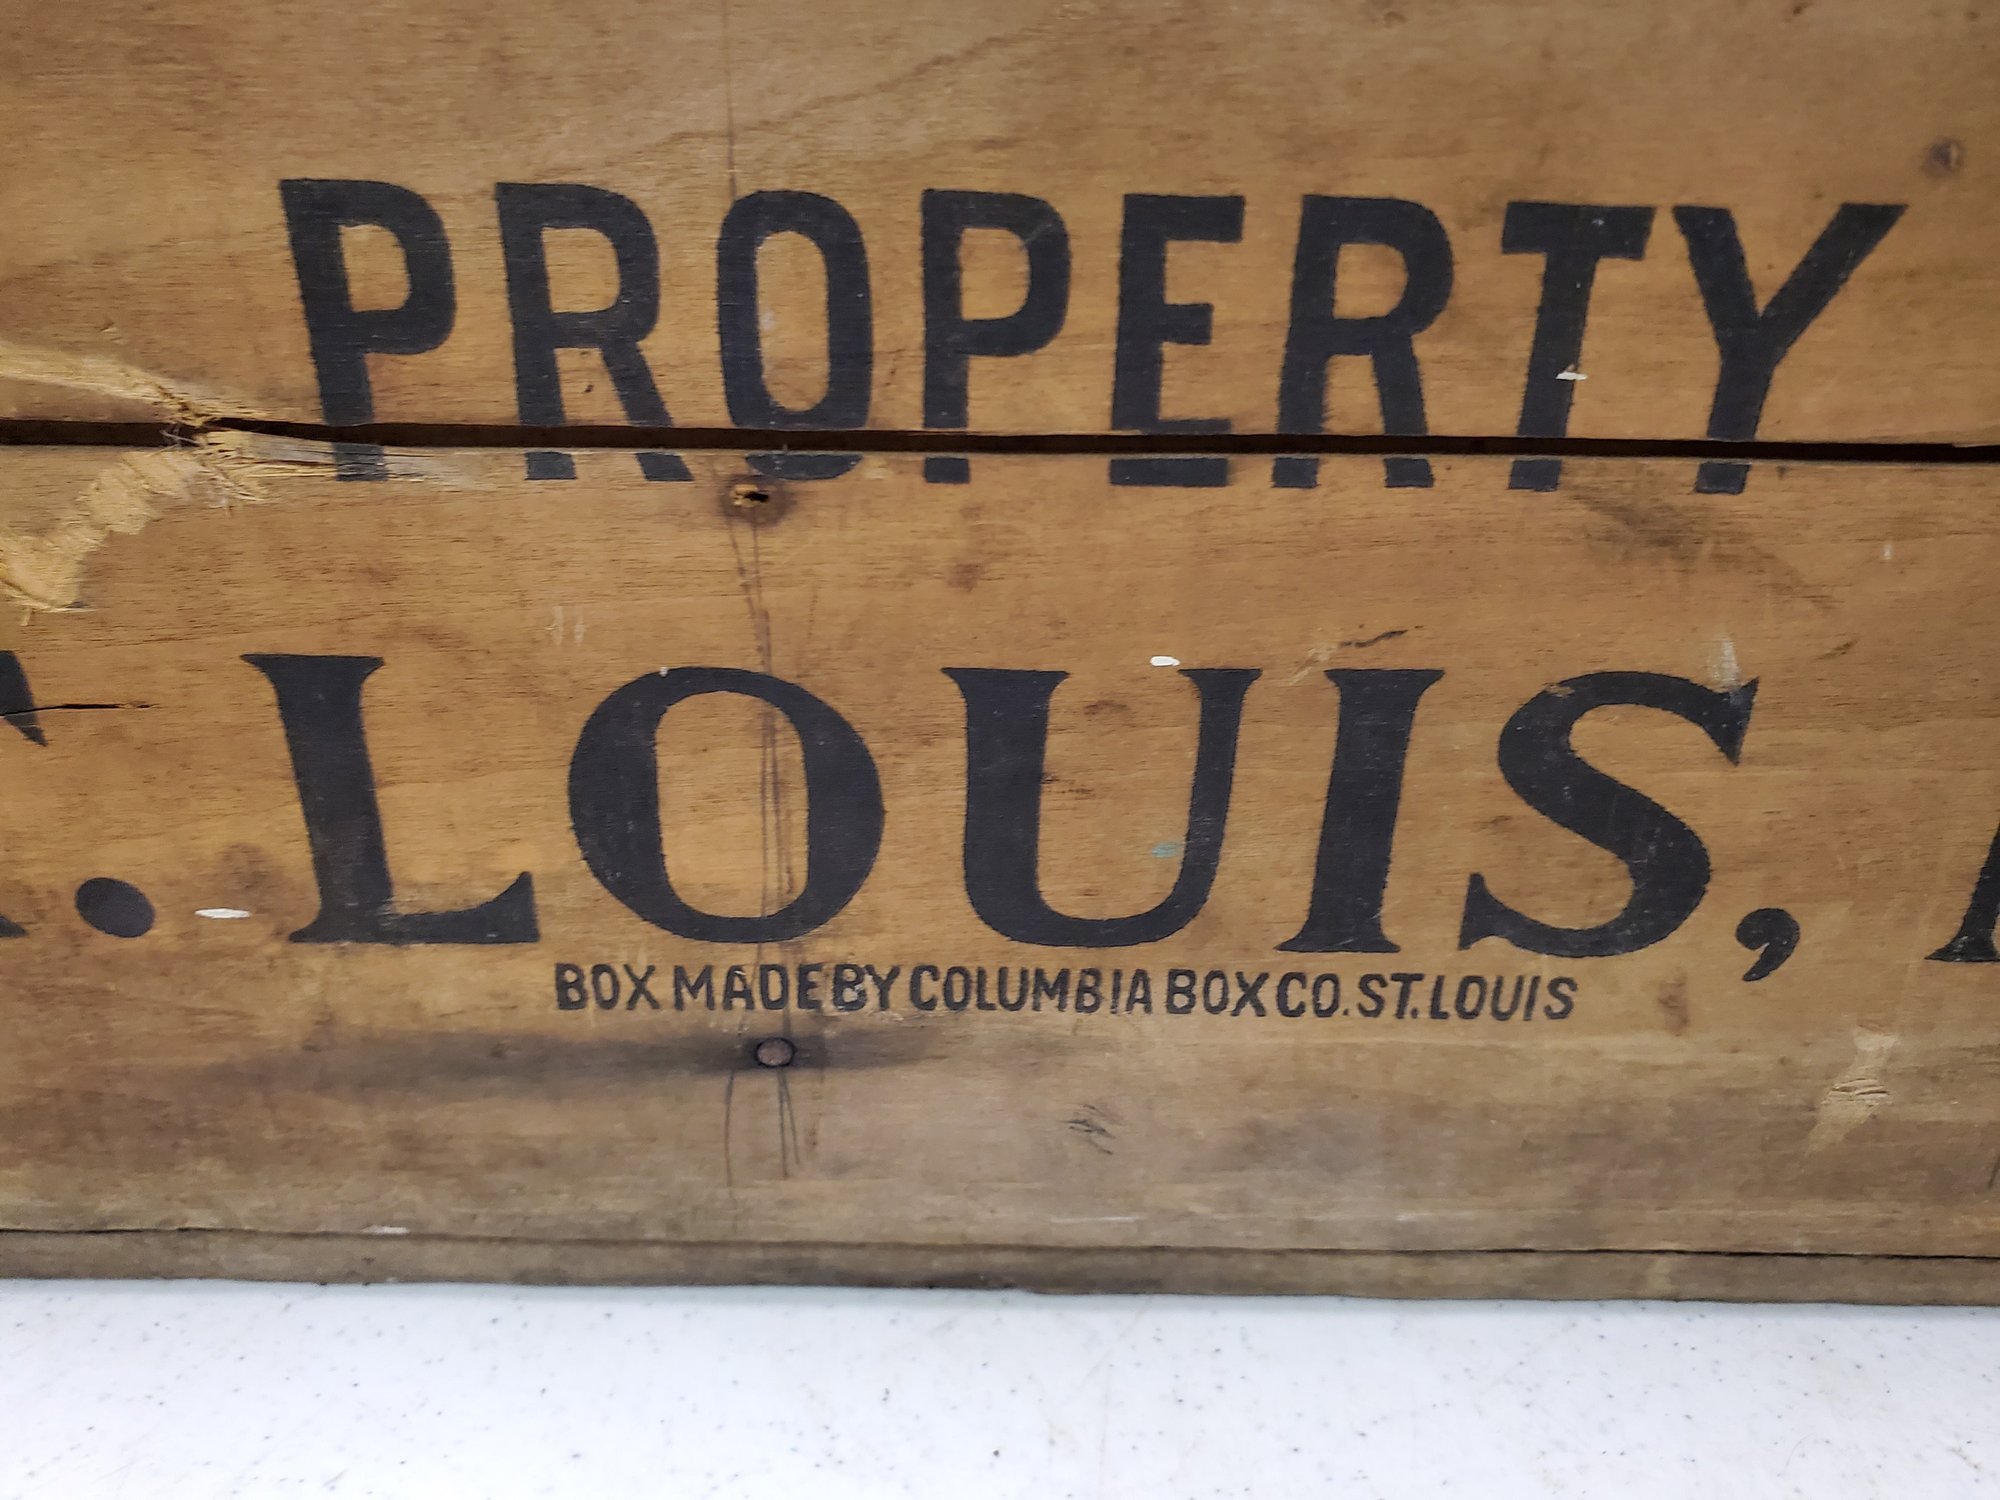 PROPERTY
T. LOUIS,
BOX MADE BY COLUMBIA BOX CO. ST. LOUIS